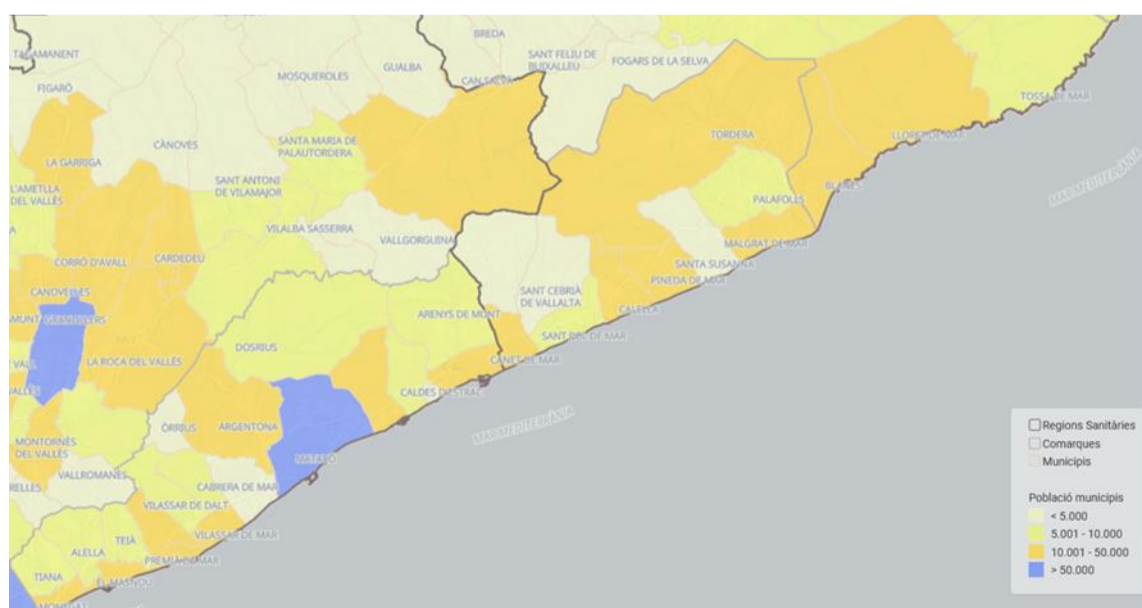 BREDA
TAGAMANENT
SANT FELIU DE
BUIXALLEU
FOGARS DE LA SELVA
GUALBA
MOSQUEROLES
CAN SALVÀ
FIGARÓ
TOSSA DE MAR
TORDERA
LLORET DE MAR
SANTA MARIA DE
PALAUTORDERA
CÀNOVES
LA GARRIGA
SANT ANTONI
DE VILAMAJOR
L'AMETLLA
DEL VALLÈS
BLANES
PALAFOLLS
MAR MEDITERRÀNIA
VILALBA SASSERRA
VALLGORGUINA
MALGRAT DE MAR
CORRÓ D'AVALL
CARDEDEU
SANTA SUSANNA
PINEDA DE MAR
SANT CEBRIÀ
DE VALLALTA
CANOVELLES
CALELLA
AMUNT
GRANOLLERS
ARENYS DE MUNT
SANT POL DE MAR
DOSRIUS
CANET DE MAR
LA ROCA DEL VALLÈS
VALL
VALLÈS
CALDES D'ESTRAC
MAR MEDITERRÀNIA
ÒRRIUS
ARGENTONA
MONTORNÈS
DEL VALLÈS
MATARÓ
VALLROMANES
RELLES
CABRERA DE MAR
VILASSAR DE DALT
VILASSAR DE MAR
TEIÀ
ALELLA
PREMIÀ DE MAR
TIANA
EL MASNOU
MONTGAT
Regions Sanitàries
Comarques
Municipis
Població municipis
< 5.000
5.001 - 10.000
10.001 - 50.000
> 50.000